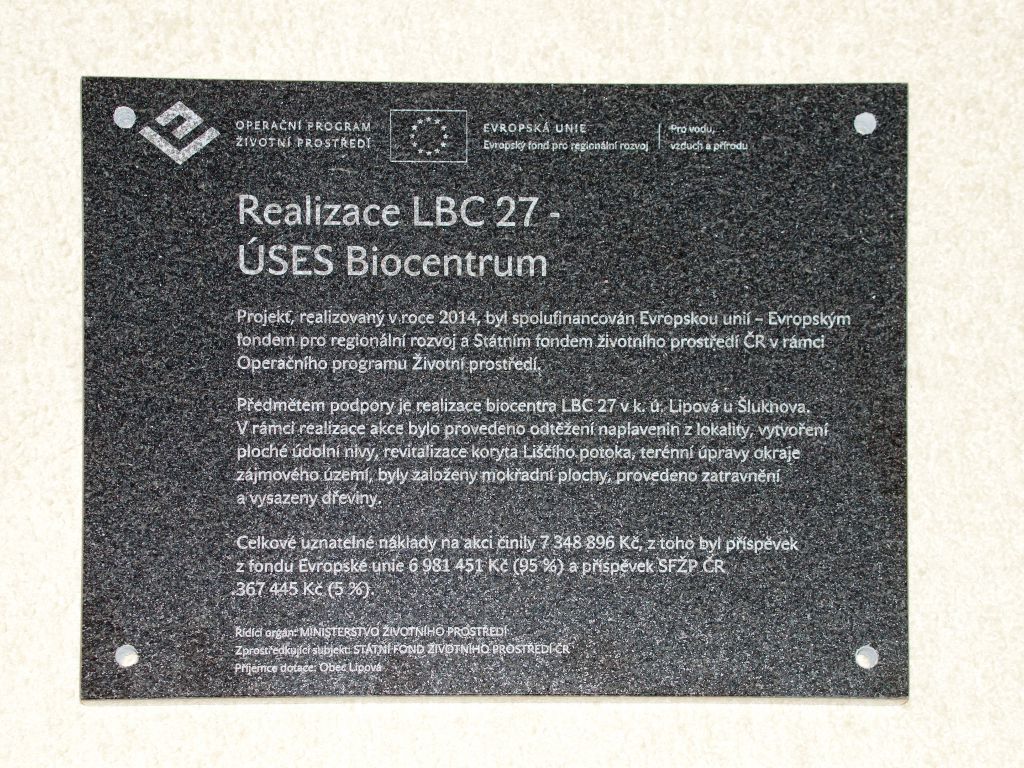 OPERAČNÍ PROGRAM
ŽIVOTNÍ PROSTŘEDÍ
EVROPSKÁ UNIE
Evropský fond pro regionální rozvoj
Pro vodu,
vzduch a přírodu
Realizace LBC 27 -
ÚSES Biocentrum
Projekt, realizovaný v roce 2014, byl spolufinancován Evropskou unií – Evropským
fondem pro regionální rozvoj a Státním fondem životního prostředí ČR v rámci
Operačního programu Životní prostředí.
Předmětem podpory je realizace biocentra LBC 27 v k. ú. Lipová u Šluknova.
V rámci realizace akce bylo provedeno odtěžení naplavenin z lokality, vytvoření
ploché údolní nivy, revitalizace koryta Liščího potoka, terénní úpravy okraje
zájmového území, byly založeny mokřadní plochy, provedeno zatravnění
a vysazeny dřeviny.
Celkové uznatelné náklady na akci činily 7 348 896 Kč, z toho byl příspěvek
z fondu Evropské unie 6 981 451 Kč (95 %) a příspěvek SFŽP ČR
367 445 Kč (5 %).
Řídící orgán: MINISTERSTVO ŽIVOTNÍHO PROSTŘEDÍ
Zprostředkující subjekt: STÁTNÍ FOND ŽIVOTNÍHO PROSTŘEDÍ ČR
Příjemce dotace: Obec Lipová